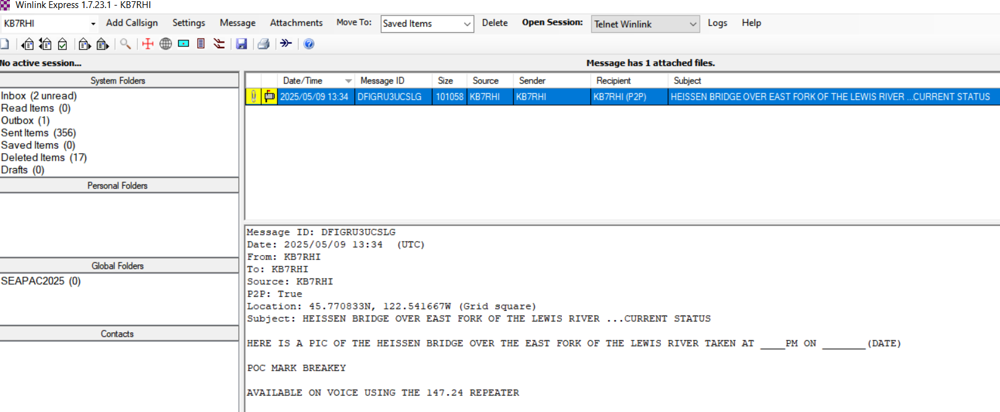 Winlink Express 1.7.23.1 - KB7RHI
KB7RHI Add Callsign Settings Message Attachments Move To: Saved Items Delete Open Session: Telnet Winlink Logs Help
No active session... Message has 1 attached files.
System Folders
Inbox (2 unread)
Read Items (0)
Outbox (1)
Sent Items (356)
Saved Items (0)
Deleted Items (17)
Drafts (0)
Personal Folders
Global Folders
SEAPAC2025 (0)
Contacts
Date/Time Message ID Size Source Sender Recipient Subject
2025/05/09 13:34 DFIGRU3UCSLG 101058 KB7RHI KB7RHI KB7RHI (P2P) HEISSEN BRIDGE OVER EAST FORK OF THE LEWIS RIVER ...CURRENT STATUS
Message ID: DFIGRU3UCSLG
Date: 2025/05/09 13:34 (UTC)
From: KB7RHI
To: KB7RHI
Source: KB7RHI
P2P: True
Location: 45.770833N, 122.541667W (Grid square)
Subject: HEISSEN BRIDGE OVER EAST FORK OF THE LEWIS RIVER ...CURRENT STATUS
HERE IS A PIC OF THE HEISSEN BRIDGE OVER THE EAST FORK OF THE LEWIS RIVER TAKEN AT ____PM ON _______(DATE)
POC MARK BREAKEY
AVAILABLE ON VOICE USING THE 147.24 REPEATER